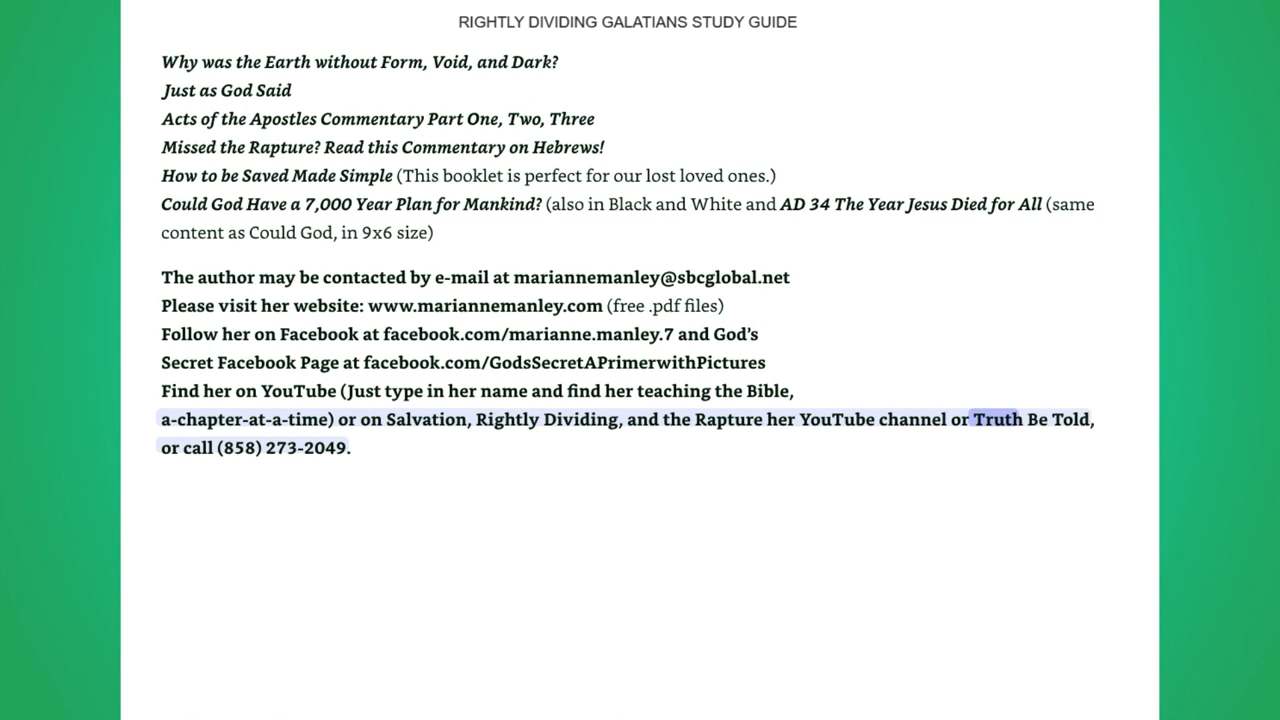 RIGHTLY DIVIDING GALATIANS STUDY GUIDE
Why was the Earth without Form, Void, and Dark?
Just as God Said
Acts of the Apostles Commentary Part One, Two, Three
Missed the Rapture? Read this Commentary on Hebrews!
How to be Saved Made Simple (This booklet is perfect for our lost loved ones.)
Could God Have a 7,000 Year Plan for Mankind? (also in Black and White and AD 34 The Year Jesus Died for All (same
content as Could God, in 9x6 size)
The author may be contacted by e-mail at mariannemanley@sbcglobal.net
Please visit her website: www.mariannemanley.com (free .pdf files)
Follow her on Facebook at facebook.com/marianne.manley.7 and God’s
Secret Facebook Page at facebook.com/GodsSecretAPrimerwithPictures
Find her on YouTube (Just type in her name and find her teaching the Bible,
a-chapter-at-a-time) or on Salvation, Rightly Dividing, and the Rapture her YouTube channel or Truth Be Told,
or call (858) 273-2049.